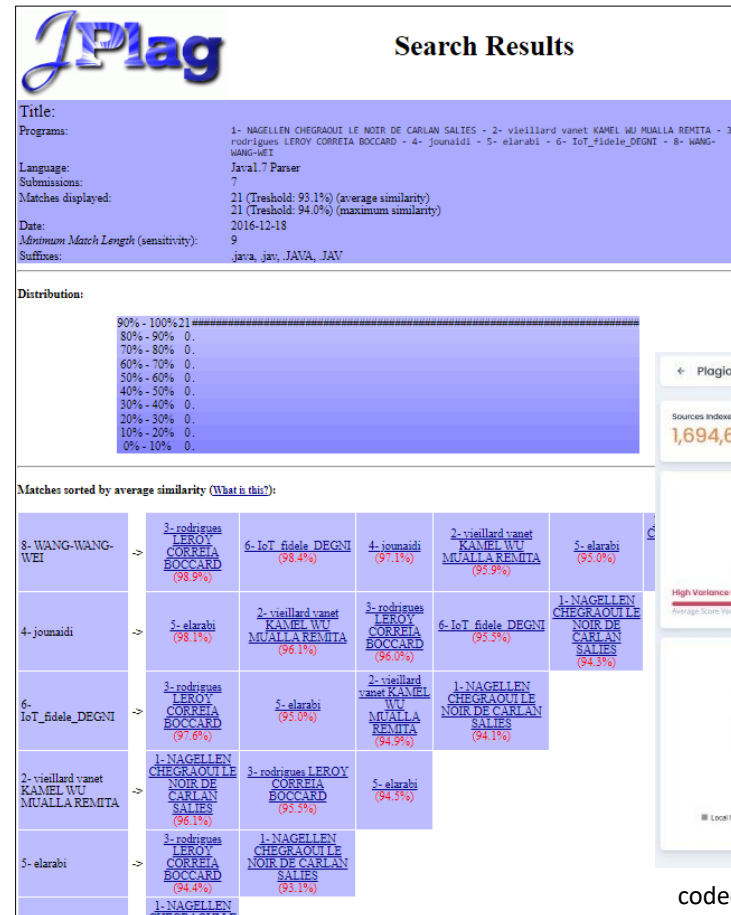 JPlag
Search Results
Title:
Programs:
1- NAGELLEN CHEGRAOUI LE NOIR DE CARLAN SALIES - 2- vieillard vanet KAMEL WU MUALLA REMITA - 3
rodrigues LEROY CORREIA BOCCARD - 4- jounaidi - 5- elarabi - 6- IoT_fidele_DEGNI - 8- WANG-
WANG-WEI
Language: Java1.7 Parser
Submissions: 7
Matches displayed: 21 (Treshold: 93.1%) (average similarity)
21 (Treshold: 94.0%) (maximum similarity)
Date: 2016-12-18
Minimum Match Length (sensitivity): 9
Suffixes: .java, .jav, .JAVA, .JAV
Distribution:
90% - 100% 21
80% - 90% 0 .
70% - 80% 0 .
60% - 70% 0 .
50% - 60% 0 .
40% - 50% 0 .
30% - 40% 0 .
20% - 30% 0 .
10% - 20% 0 .
0% - 10% 0 .
Matches sorted by average similarity (What is this?):
8- WANG-WANG-
WEI
->
3- rodrigues
LEROY
CORREIA
BOCCARD
(98.9%)
6- IoT_fidele_DEGNI
(98.4%)
4- jounaidi
(97.1%)
2- vieillard vanet
KAMEL WU
MUALLA REMITA
(95.9%)
5- elarabi
(95.0%)
4- jounaidi
->
5- elarabi
(98.1%)
2- vieillard vanet
KAMEL WU
MUALLA REMITA
(96.1%)
3- rodrigues
LEROY
CORREIA
BOCCARD
(96.0%)
6- IoT_fidele_DEGNI
(95.5%)
1- NAGELLEN
CHEGRAOUI LE
NOIR DE
CARLAN
SALIES
(94.3%)
6-
IoT_fidele_DEGNI
->
3- rodrigues
LEROY
CORREIA
BOCCARD
(97.6%)
5- elarabi
(95.0%)
2- vieillard
vanet KAMEL
WU
MUALLA
REMITA
(94.9%)
1- NAGELLEN
CHEGRAOUI LE
NOIR DE CARLAN
SALIES
(94.1%)
2- vieillard vanet
KAMEL WU
MUALLA REMITA
->
1- NAGELLEN
CHEGRAOUI LE
NOIR DE
CARLAN
SALIES
(96.1%)
3- rodrigues LEROY
CORREIA
BOCCARD
(95.5%)
5- elarabi
(94.5%)
5- elarabi
->
3- rodrigues
LEROY
CORREIA
BOCCARD
(94.4%)
1- NAGELLEN
CHEGRAOUI LE
NOIR DE CARLAN
SALIES
(93.1%)
1- NAGELLEN
← Plagia
Sources Indexe
1,694,6
High Variance
Average Score Va
Local
code